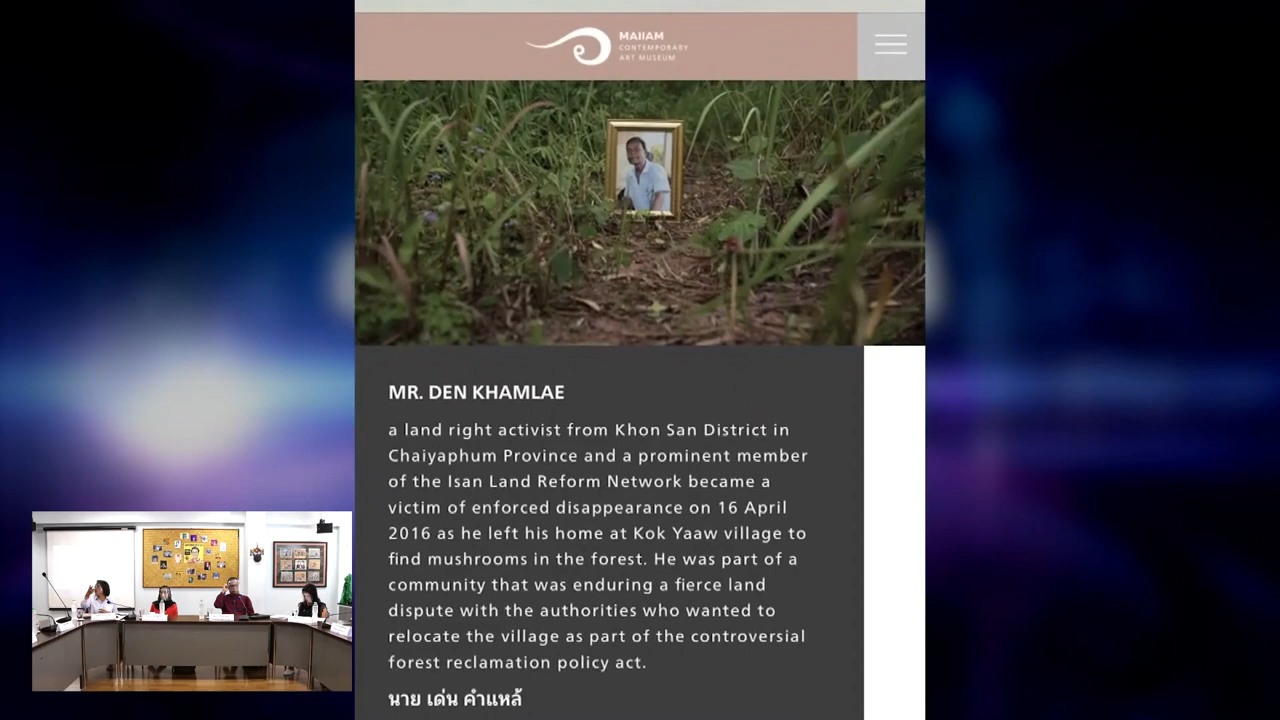 MAIIAM
CONTEMPORARY
ART MUSEUM
MR. DEN KHAMLAE
a land right activist from Khon San District in
Chaiyaphum Province and a prominent member
of the Isan Land Reform Network became a
victim of enforced disappearance on 16 April
2016 as he left his home at Kok Yaaw village to
find mushrooms in the forest. He was part of a
community that was enduring a fierce land
dispute with the authorities who wanted to
relocate the village as part of the controversial
forest reclamation policy act.
นาย เด่น คำแหล้